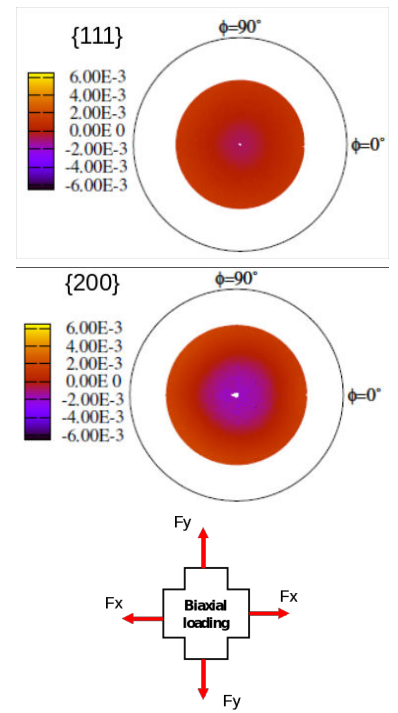 {111}
ϕ=90°
6.00E-3
4.00E-3
2.00E-3
0.00E 0
-2.00E-3
-4.00E-3
-6.00E-3
ϕ=0°
{200}
ϕ=90°
6.00E-3
4.00E-3
2.00E-3
0.00E 0
-2.00E-3
-4.00E-3
-6.00E-3
ϕ=0°
Fy
Fx
Biaxial
loading
Fx
Fy